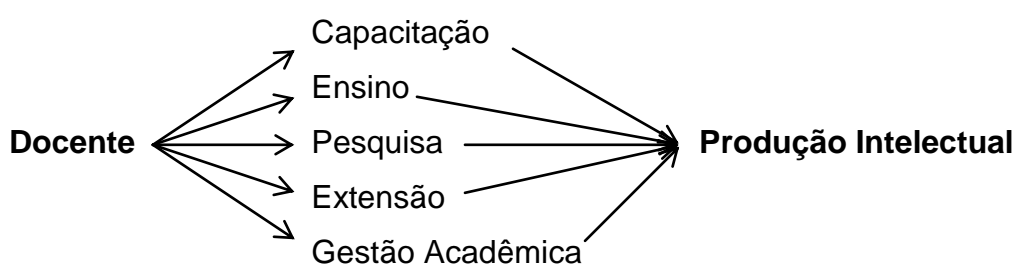 Capacitação
Ensino
Docente
Pesquisa
Produção Intelectual
Extensão
Gestão Acadêmica